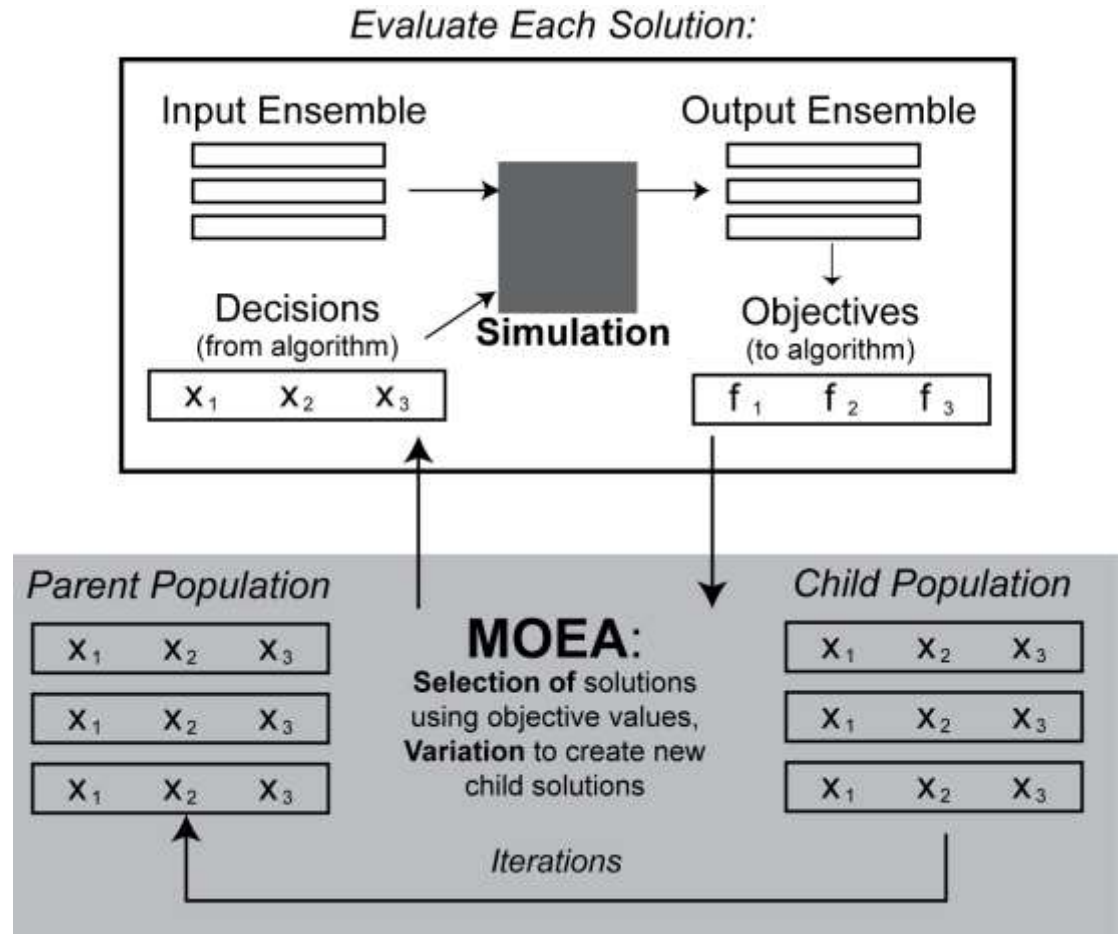 Evaluate Each Solution:
Input Ensemble
Output Ensemble
Decisions
(from algorithm)
x₁ x₂ x₃
Simulation
Objectives
(to algorithm)
f₁ f₂ f₃
Parent Population
x₁ x₂ x₃
x₁ x₂ x₃
x₁ x₂ x₃
MOEA:
Selection of solutions
using objective values,
Variation to create new
child solutions
Child Population
x₁ x₂ x₃
x₁ x₂ x₃
x₁ x₂ x₃
Iterations